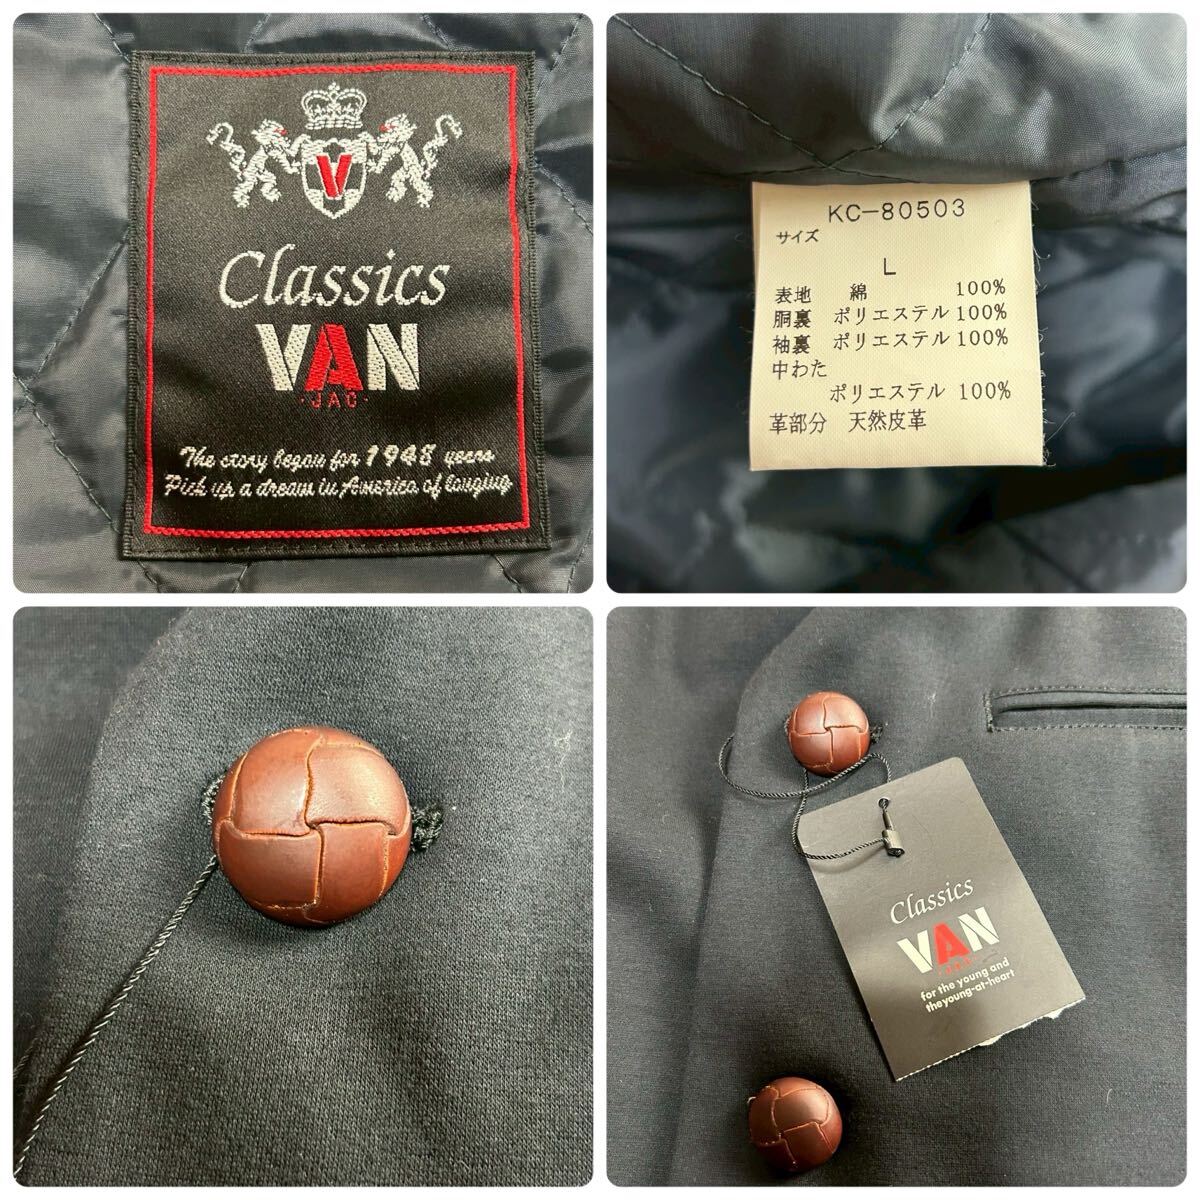 V
Classics
VAN
·JAC·
The story began for 1948 years
Pick up a dream in America of longing
KC-80503
サイズ
L
表地 綿 100%
胴裏 ポリエステル 100%
袖裏 ポリエステル 100%
中わた
ポリエステル 100%
革部分 天然皮革
Classics
VAN
·JAC·
for the young and
the young-at-heart